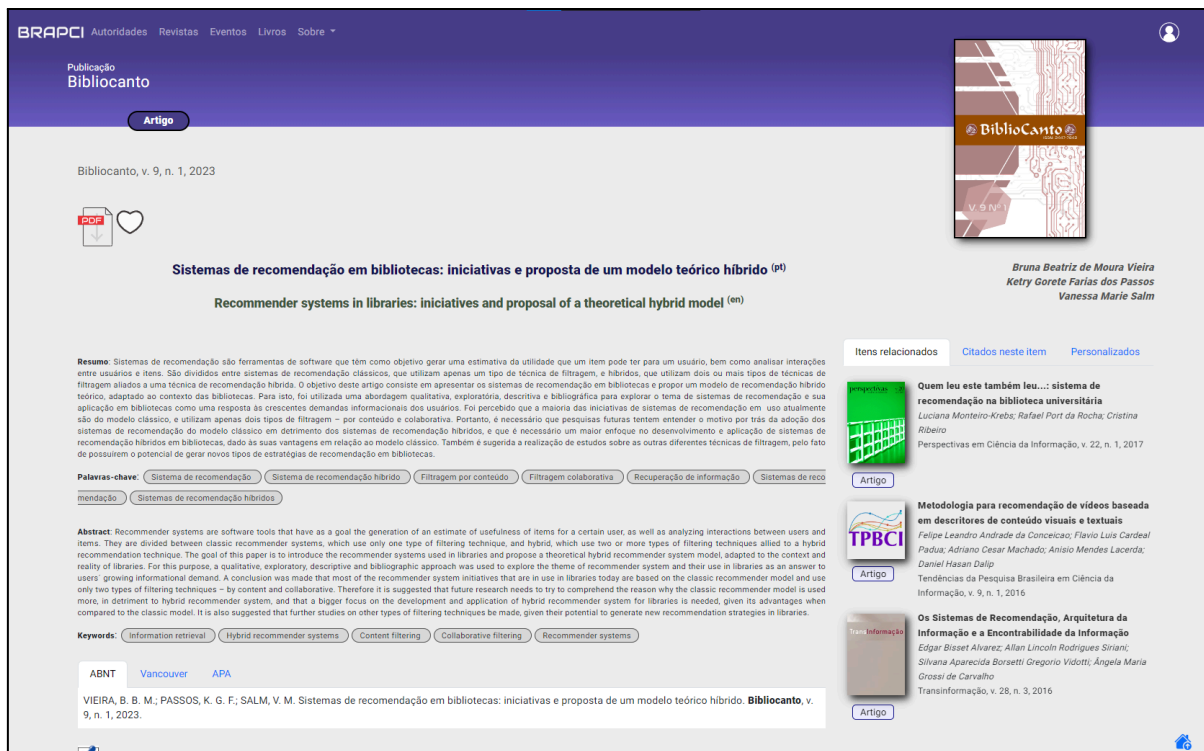 BRAPCI Autoridades Revistas Eventos Livros Sobre
Publicação
Bibliocanto
Artigo
BiblioCanto
V. 9 Nº 1
Bibliocanto, v. 9, n. 1, 2023
PDF
Sistemas de recomendação em bibliotecas: iniciativas e proposta de um modelo teórico híbrido (pt)
Recommender systems in libraries: iniciatives and proposal of a theoretical hybrid model (en)
Bruna Beatriz de Moura Vieira
Ketry Gorete Farias dos Passos
Vanessa Marie Salm
Resumo: Sistemas de recomendação são ferramentas de software que têm como objetivo gerar uma estimativa da utilidade que um item pode ter para um usuário, bem como analisar interações
entre usuários e itens. São divididos entre sistemas de recomendação clássicos, que utilizam apenas um tipo de técnica de filtragem, e híbridos, que utilizam dois ou mais tipos de técnicas de
filtragem aliados a uma técnica de recomendação híbrida. O objetivo deste artigo consiste em apresentar os sistemas de recomendação em bibliotecas e propor um modelo de recomendação híbrido
teórico, adaptado ao contexto das bibliotecas. Para isto, foi utilizada uma abordagem qualitativa, exploratória, descritiva e bibliográfica para explorar o tema de sistemas de recomendação e sua
aplicação em bibliotecas como uma resposta as crescentes demandas informacionais dos usuários. Foi percebido que a maioria das iniciativas de sistemas de recomendação em uso atualmente
são do modelo clássico, e utilizam apenas dois tipos de filtragem – por conteúdo e colaborativa. Portanto, é necessário que pesquisas futuras tentem entender o motivo por trás da adoção dos
sistemas de recomendação do modelo clássico em detrimento dos sistemas de recomendação híbridos, e que é necessário um maior enfoque no desenvolvimento e aplicação de sistemas de
recomendação híbridos em bibliotecas, dado às suas vantagens em relação ao modelo clássico. Também é sugerida a realização de estudos sobre as outras diferentes técnicas de filtragem, pelo fato
de possuírem o potencial de gerar novos tipos de estratégias de recomendação em bibliotecas.
Palavras-chave: Sistema de recomendação Sistema de recomendação híbrido Filtragem por conteúdo Filtragem colaborativa Recuperação de informação Sistemas de reco
mendação Sistemas de recomendação híbridos
Abstract: Recommender systems are software tools that have as a goal the generation of an estimate of usefulness of items for a certain user, as well as analyzing interactions between users and
items. They are divided between classic recommender systems, which use only one type of filtering technique, and hybrid, which use two or more types of filtering techniques allied to a hybrid
recommendation technique. The goal of this paper is to introduce the recommender systems used in libraries and propose a theoretical hybrid recommender system model, adapted to the context and
reality of libraries. For this purpose, a qualitative, exploratory, descriptive and bibliographic approach was used to explore the theme of recommender system and their use in libraries as an answer to
users´ growing informational demand. A conclusion was made that most of the recommender system initiatives that are in use in libraries today are based on the classic recommender model and use
only two types of filtering techniques – by content and collaborative. Therefore it is suggested that future research needs to try to comprehend the reason why the classic recommender model is used
more, in detriment to hybrid recommender system, and that a bigger focus on the development and application of hybrid recommender system for libraries is needed, given its advantages when
compared to the classic model. It is also suggested that further studies on other types of filtering techniques be made, given their potential to generate new recommendation strategies in libraries.
Keywords: Information retrieval Hybrid recommender systems Content filtering Collaborative filtering Recommender systems
ABNT Vancouver APA
VIEIRA, B. B. M.; PASSOS, K. G. F.; SALM, V. M. Sistemas de recomendação em bibliotecas: iniciativas e proposta de um modelo teórico híbrido. Bibliocanto, v.
9, n. 1, 2023.
Itens relacionados Citados neste item Personalizados
perspectivas
Artigo
Quem leu este também leu...: sistema de
recomendação na biblioteca universitária
Luciana Monteiro-Krebs; Rafael Port da Rocha; Cristina
Ribeiro
Perspectivas em Ciência da Informação, v. 22, n. 1, 2017
TPBCI
Artigo
Metodologia para recomendação de vídeos baseada
em descritores de conteúdo visuais e textuais
Felipe Leandro Andrade da Conceicao; Flavio Luis Cardeal
Padua; Adriano Cesar Machado; Anisio Mendes Lacerda;
Daniel Hasan Dalip
Tendências da Pesquisa Brasileira em Ciência da
Informação, v. 9, n. 1, 2016
TransInformação
Artigo
Os Sistemas de Recomendação, Arquitetura da
Informação e a Encontrabilidade da Informação
Edgar Bisset Alvarez; Allan Lincoln Rodrigues Siriani;
Silvana Aparecida Borsetti Gregorio Vidotti; Ângela Maria
Grossi de Carvalho
Transinformação, v. 28, n. 3, 2016